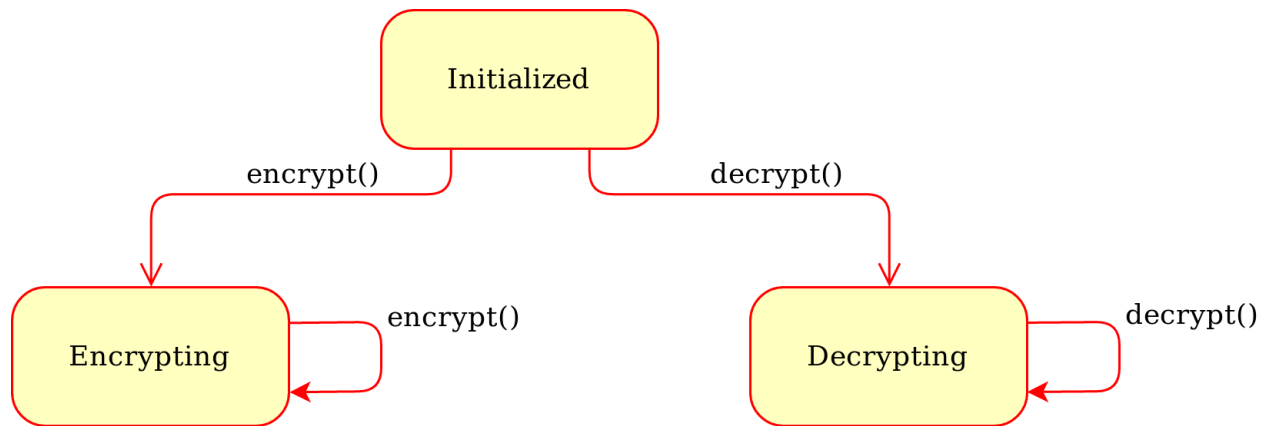 Initialized
encrypt()
decrypt()
encrypt()
decrypt()
Encrypting
Decrypting